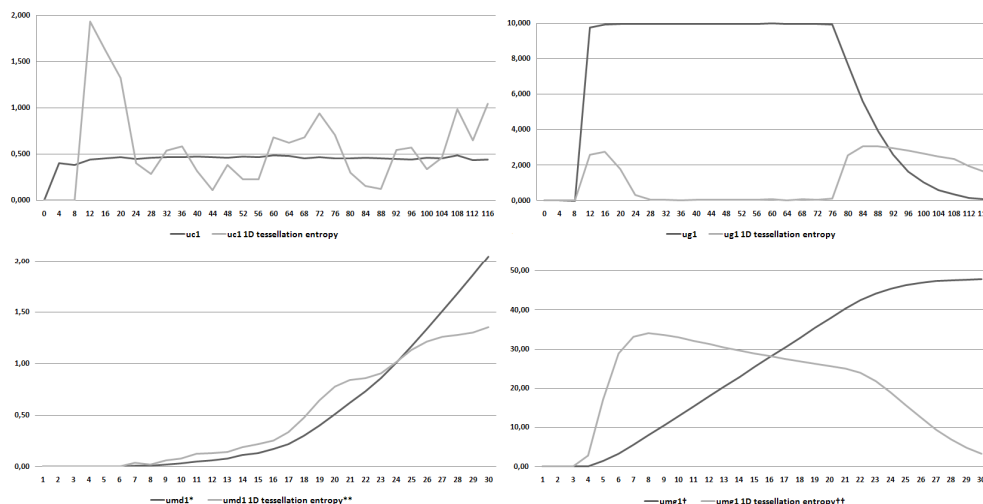 2,000
1,500
1,000
0,500
0,000
0 4 8 12 16 20 24 28 32 36 40 44 48 52 56 60 64 68 72 76 80 84 88 92 96 100 104 108 112 116
uc1 uc1 1D tessellation entropy
10,000
8,000
6,000
4,000
2,000
0,000
0 4 8 12 16 20 24 28 32 36 40 44 48 52 56 60 64 68 72 76 80 84 88 92 96 100 104 108 112
ug1 ug1 1D tessellation entropy
2,00
1,50
1,00
0,50
0,00
1 2 3 4 5 6 7 8 9 10 11 12 13 14 15 16 17 18 19 20 21 22 23 24 25 26 27 28 29 30
umd1* umd1 1D tessellation entropy**
50,00
40,00
30,00
20,00
10,00
0,00
1 2 3 4 5 6 7 8 9 10 11 12 13 14 15 16 17 18 19 20 21 22 23 24 25 26 27 28 29 30
umg1† umg1 1D tessellation entropy††